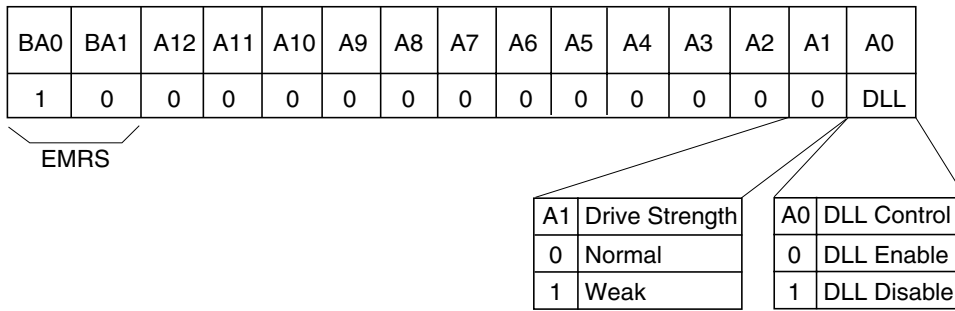 BA0 BA1 A12 A11 A10 A9 A8 A7 A6 A5 A4 A3 A2 A1 A0
1 0 0 0 0 0 0 0 0 0 0 0 0 0 DLL
EMRS
A1 Drive Strength
0 Normal
1 Weak
A0 DLL Control
0 DLL Enable
1 DLL Disable